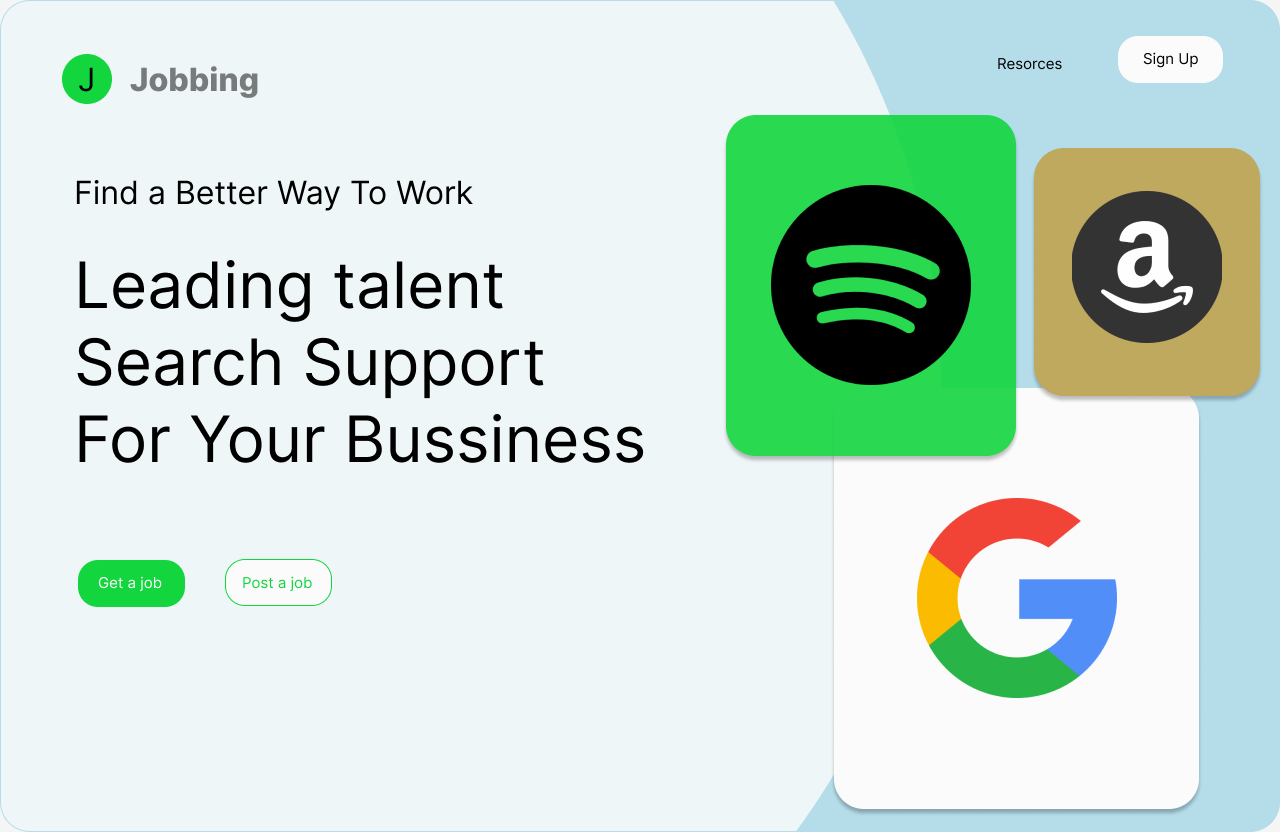 J Jobbing
Resorces
Sign Up
Find a Better Way To Work
Leading talent
Search Support
For Your Bussiness
a
Get a job
Post a job